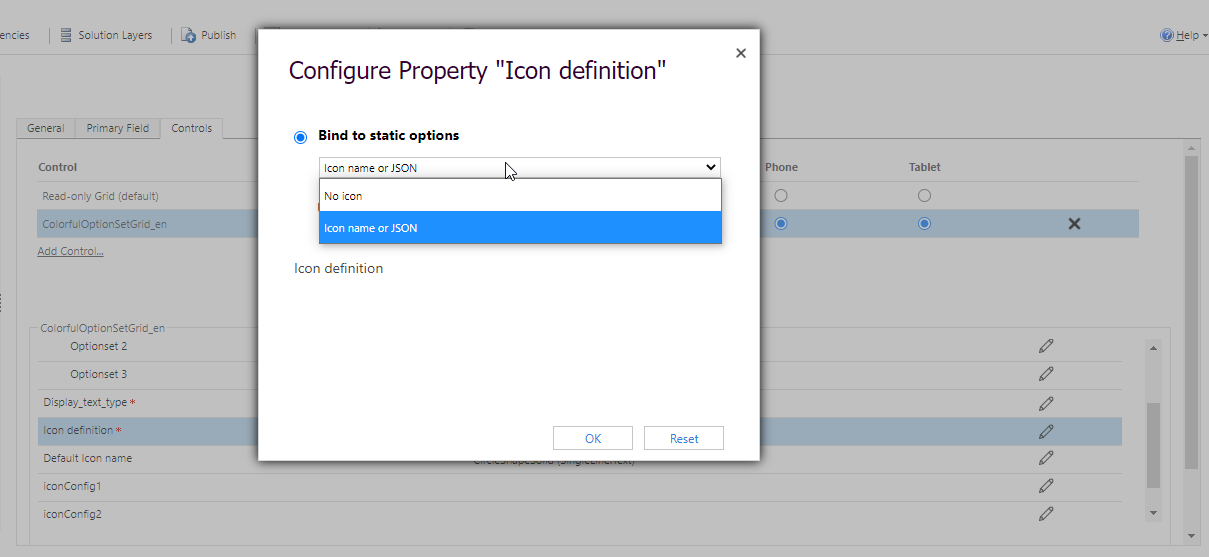 encies Solution Layers Publish Help
Configure Property "Icon definition"
General Primary Field Controls
Bind to static options
Control Phone Tablet
Icon name or JSON
Read-only Grid (default)
No icon
ColorfulOptionSetGrid_en
Icon name or JSON
Add Control...
Icon definition
ColorfulOptionSetGrid_en
Optionset 2
Optionset 3
Display_text_type *
Icon definition *
Default Icon name CircleShapeSolid (SingleLineText)
iconConfig1
iconConfig2
OK Reset